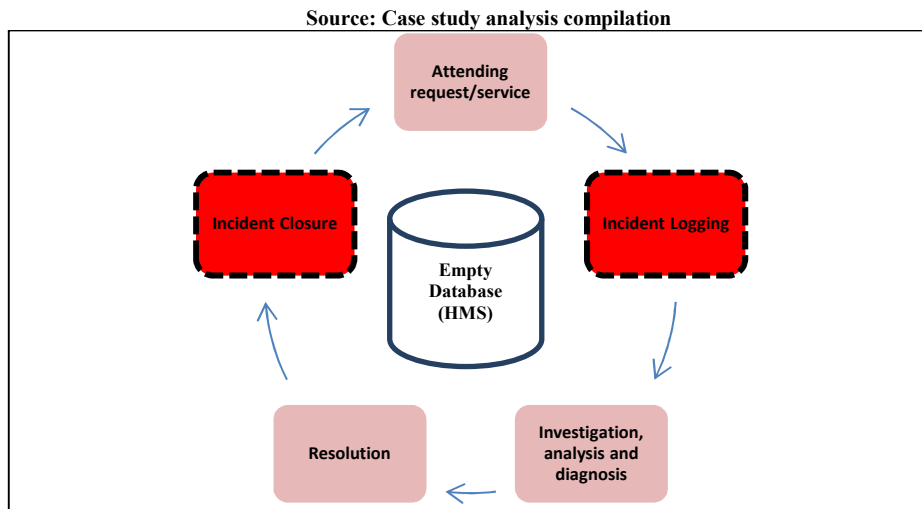 Source: Case study analysis compilation
Attending
request/service
Incident Closure
Incident Logging
Empty
Database
(HMS)
Resolution
Investigation,
analysis and
diagnosis